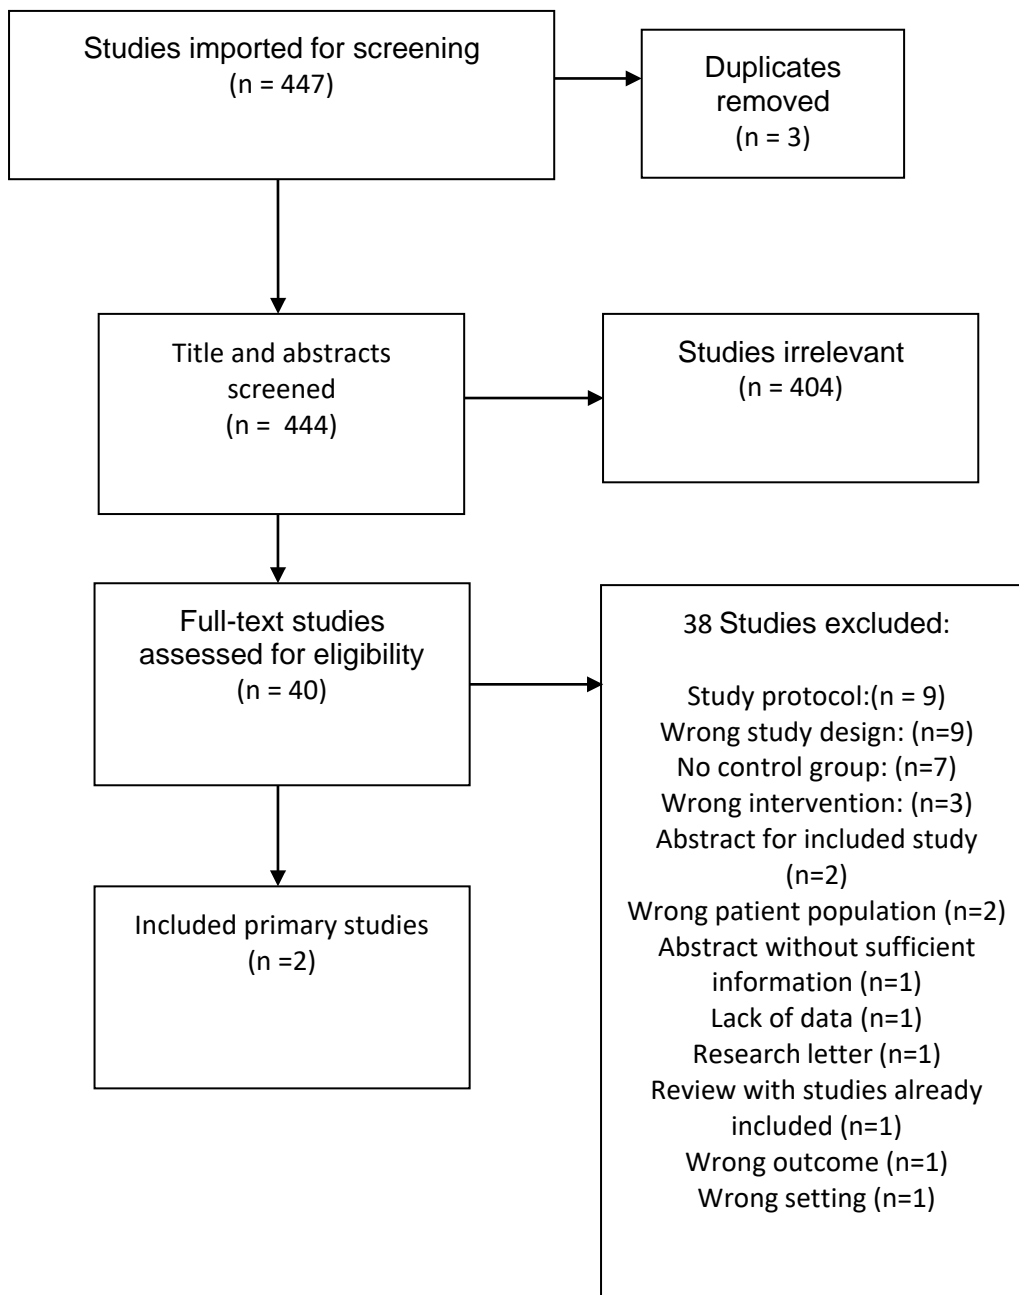 Studies imported for screening
(n = 447)
Duplicates
removed
(n = 3)
Title and abstracts
screened
(n =  444)
Studies irrelevant
(n = 404)
Full-text studies
assessed for eligibility
(n = 40)
38 Studies excluded:
Study protocol:(n = 9)
Wrong study design: (n=9)
No control group: (n=7)
Wrong intervention: (n=3)
Abstract for included study
(n=2)
Wrong patient population (n=2)
Abstract without sufficient
information (n=1)
Lack of data (n=1)
Research letter (n=1)
Review with studies already
included (n=1)
Wrong outcome (n=1)
Wrong setting (n=1)
Included primary studies
(n =2)